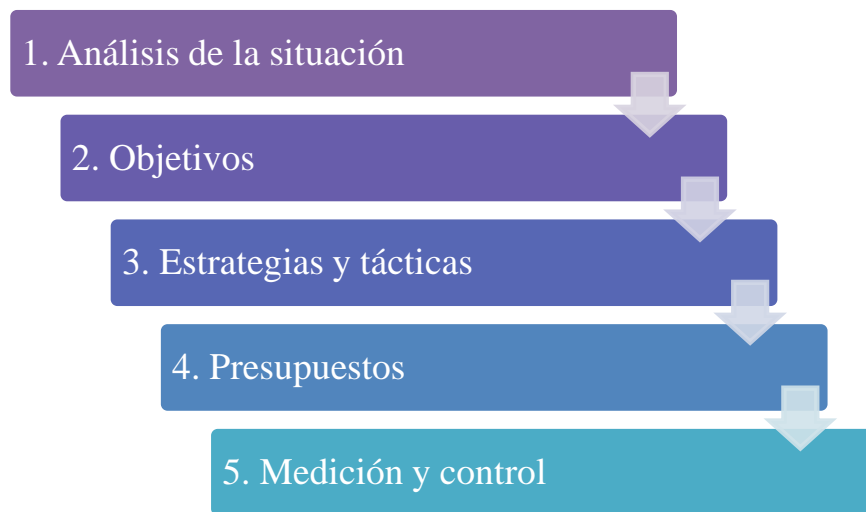 1. Análisis de la situación
2. Objetivos
3. Estrategias y tácticas
4. Presupuestos
5. Medición y control